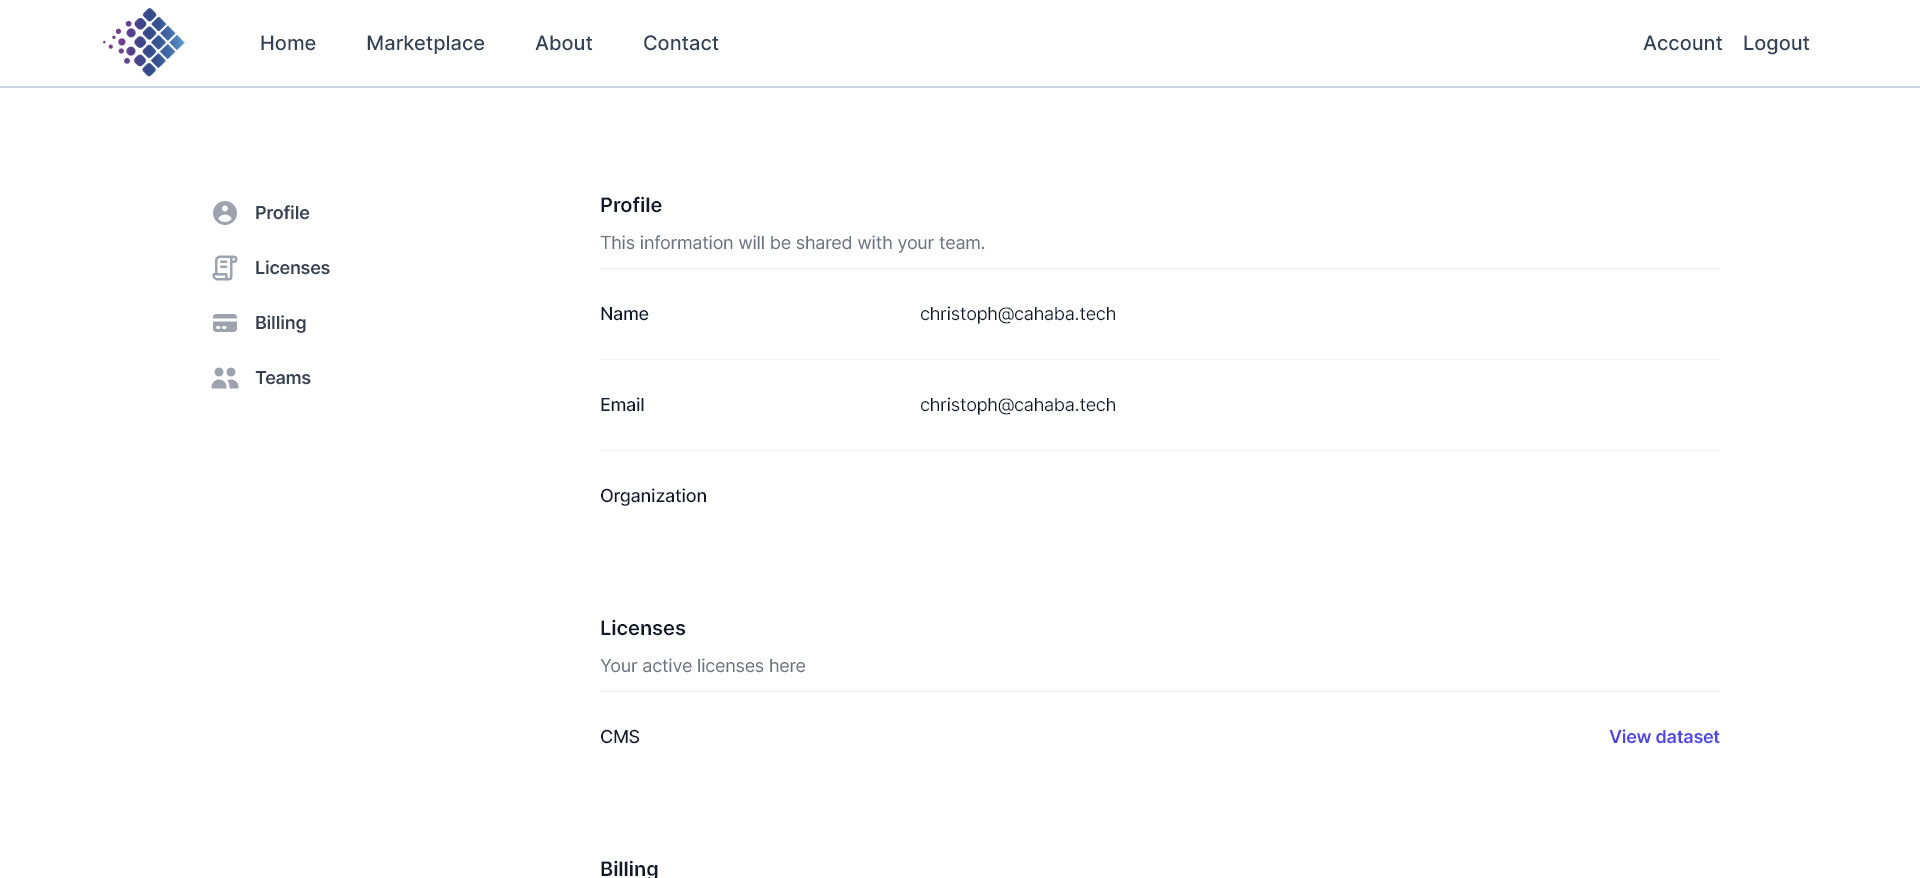 Home Marketplace About Contact Account Logout
Profile
Licenses
Billing
Teams
Profile
This information will be shared with your team.
Name christoph@cahaba.tech
Email christoph@cahaba.tech
Organization
Licenses
Your active licenses here
CMS View dataset
Billing